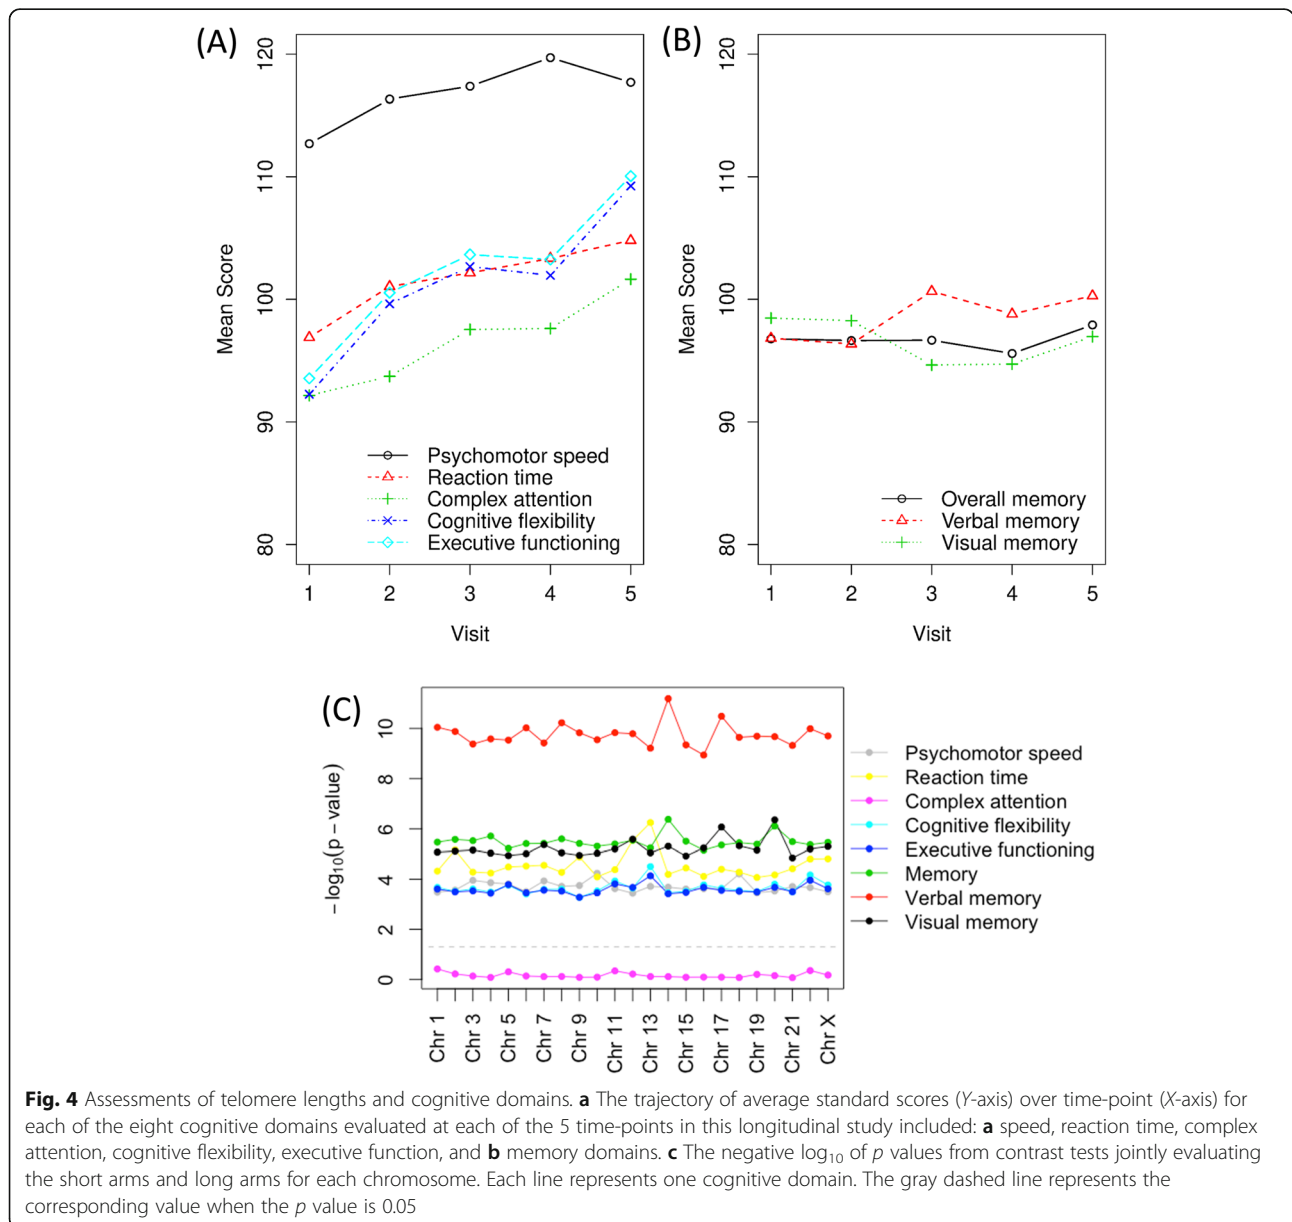 (A)
120
110
100
90
80
Mean Score
Psychomotor speed
Reaction time
Complex attention
Cognitive flexibility
Executive functioning
1 2 3 4 5
Visit
(B)
120
110
100
90
80
Mean Score
Overall memory
Verbal memory
Visual memory
1 2 3 4 5
Visit
(C)
10
8
6
4
2
0
− log₁₀(p − value)
Chr 1 Chr 3 Chr 5 Chr 7 Chr 9 Chr 11 Chr 13 Chr 15 Chr 17 Chr 19 Chr 21 Chr X
Psychomotor speed
Reaction time
Complex attention
Cognitive flexibility
Executive functioning
Memory
Verbal memory
Visual memory
Fig. 4 Assessments of telomere lengths and cognitive domains. a The trajectory of average standard scores (Y-axis) over time-point (X-axis) for
each of the eight cognitive domains evaluated at each of the 5 time-points in this longitudinal study included: a speed, reaction time, complex
attention, cognitive flexibility, executive function, and b memory domains. c The negative log₁₀ of p values from contrast tests jointly evaluating
the short arms and long arms for each chromosome. Each line represents one cognitive domain. The gray dashed line represents the
corresponding value when the p value is 0.05